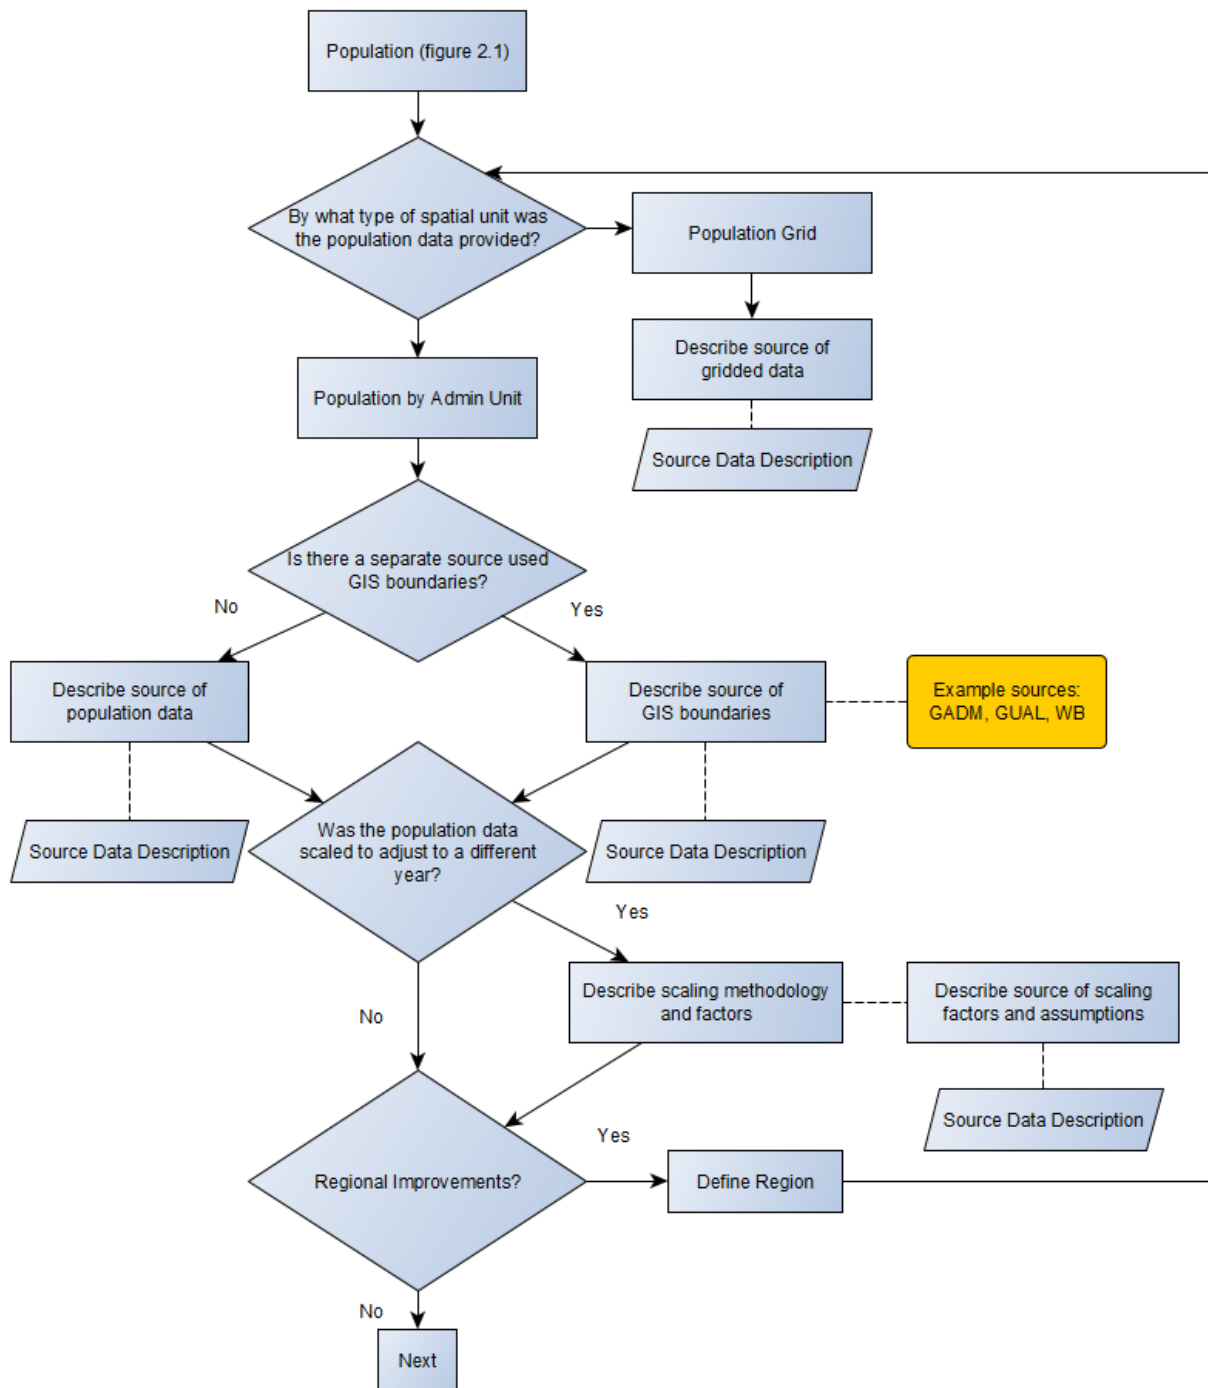 Population (figure 2.1)
By what type of spatial unit was
the population data provided?
Population Grid
Describe source of
gridded data
Population by Admin Unit
Source Data Description
Is there a separate source used
GIS boundaries?
No
Yes
Describe source of
population data
Describe source of
GIS boundaries
Example sources:
GADM, GUAL, WB
Source Data Description
Was the population data
scaled to adjust to a different
year?
Source Data Description
Yes
Describe scaling methodology
and factors
Describe source of scaling
factors and assumptions
No
Source Data Description
Yes
Regional Improvements?
Define Region
No
Next